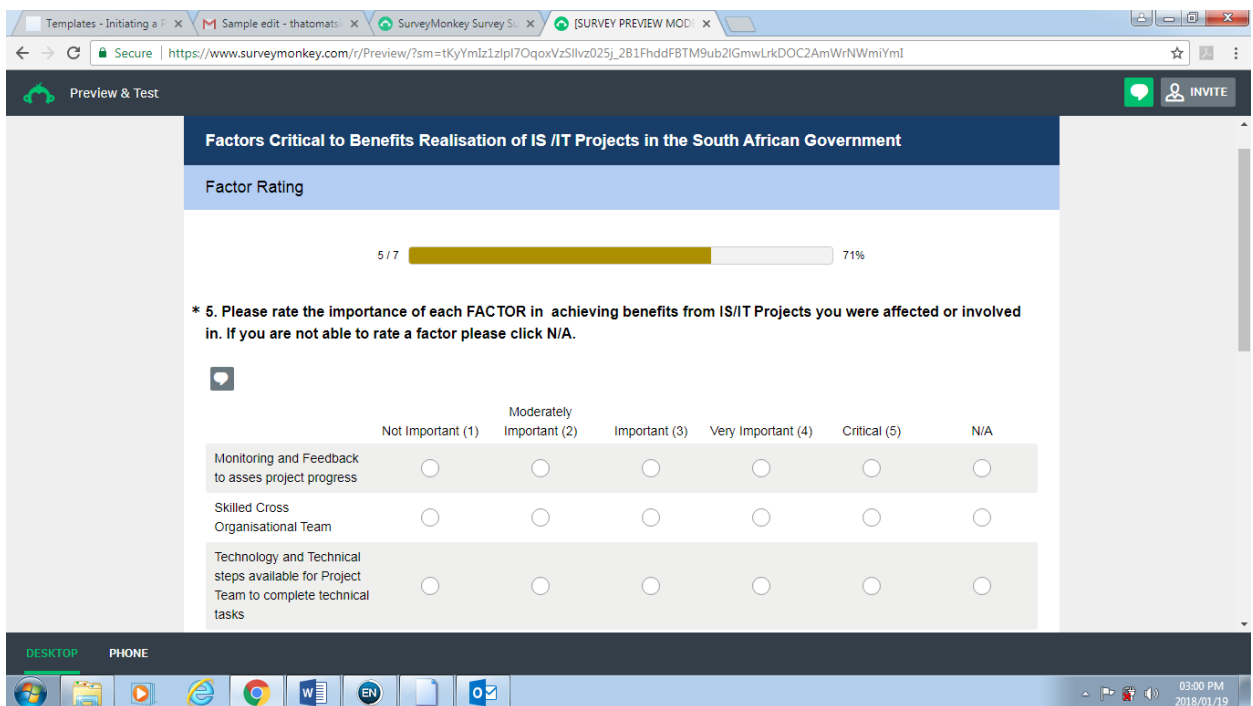 Templates - Initiating a P
Sample edit - thatomats
SurveyMonkey Survey Su
[SURVEY PREVIEW MODE
Secure
https://www.surveymonkey.com/r/Preview/?sm=tKyYmIz1zlpI7OqoxVzSlIvz025j_2B1FhddFBTM9ub2lGmwLrkDOC2AmWrNWmiYmI
Preview & Test
INVITE
Factors Critical to Benefits Realisation of IS /IT Projects in the South African Government
Factor Rating
5 / 7
71%
* 5. Please rate the importance of each FACTOR in achieving benefits from IS/IT Projects you were affected or involved
in. If you are not able to rate a factor please click N/A.
Not Important (1)
Moderately
Important (2)
Important (3)
Very Important (4)
Critical (5)
N/A
Monitoring and Feedback
to asses project progress
Skilled Cross
Organisational Team
Technology and Technical
steps available for Project
Team to complete technical
tasks
DESKTOP
PHONE
EN
03:00 PM
2018/01/19